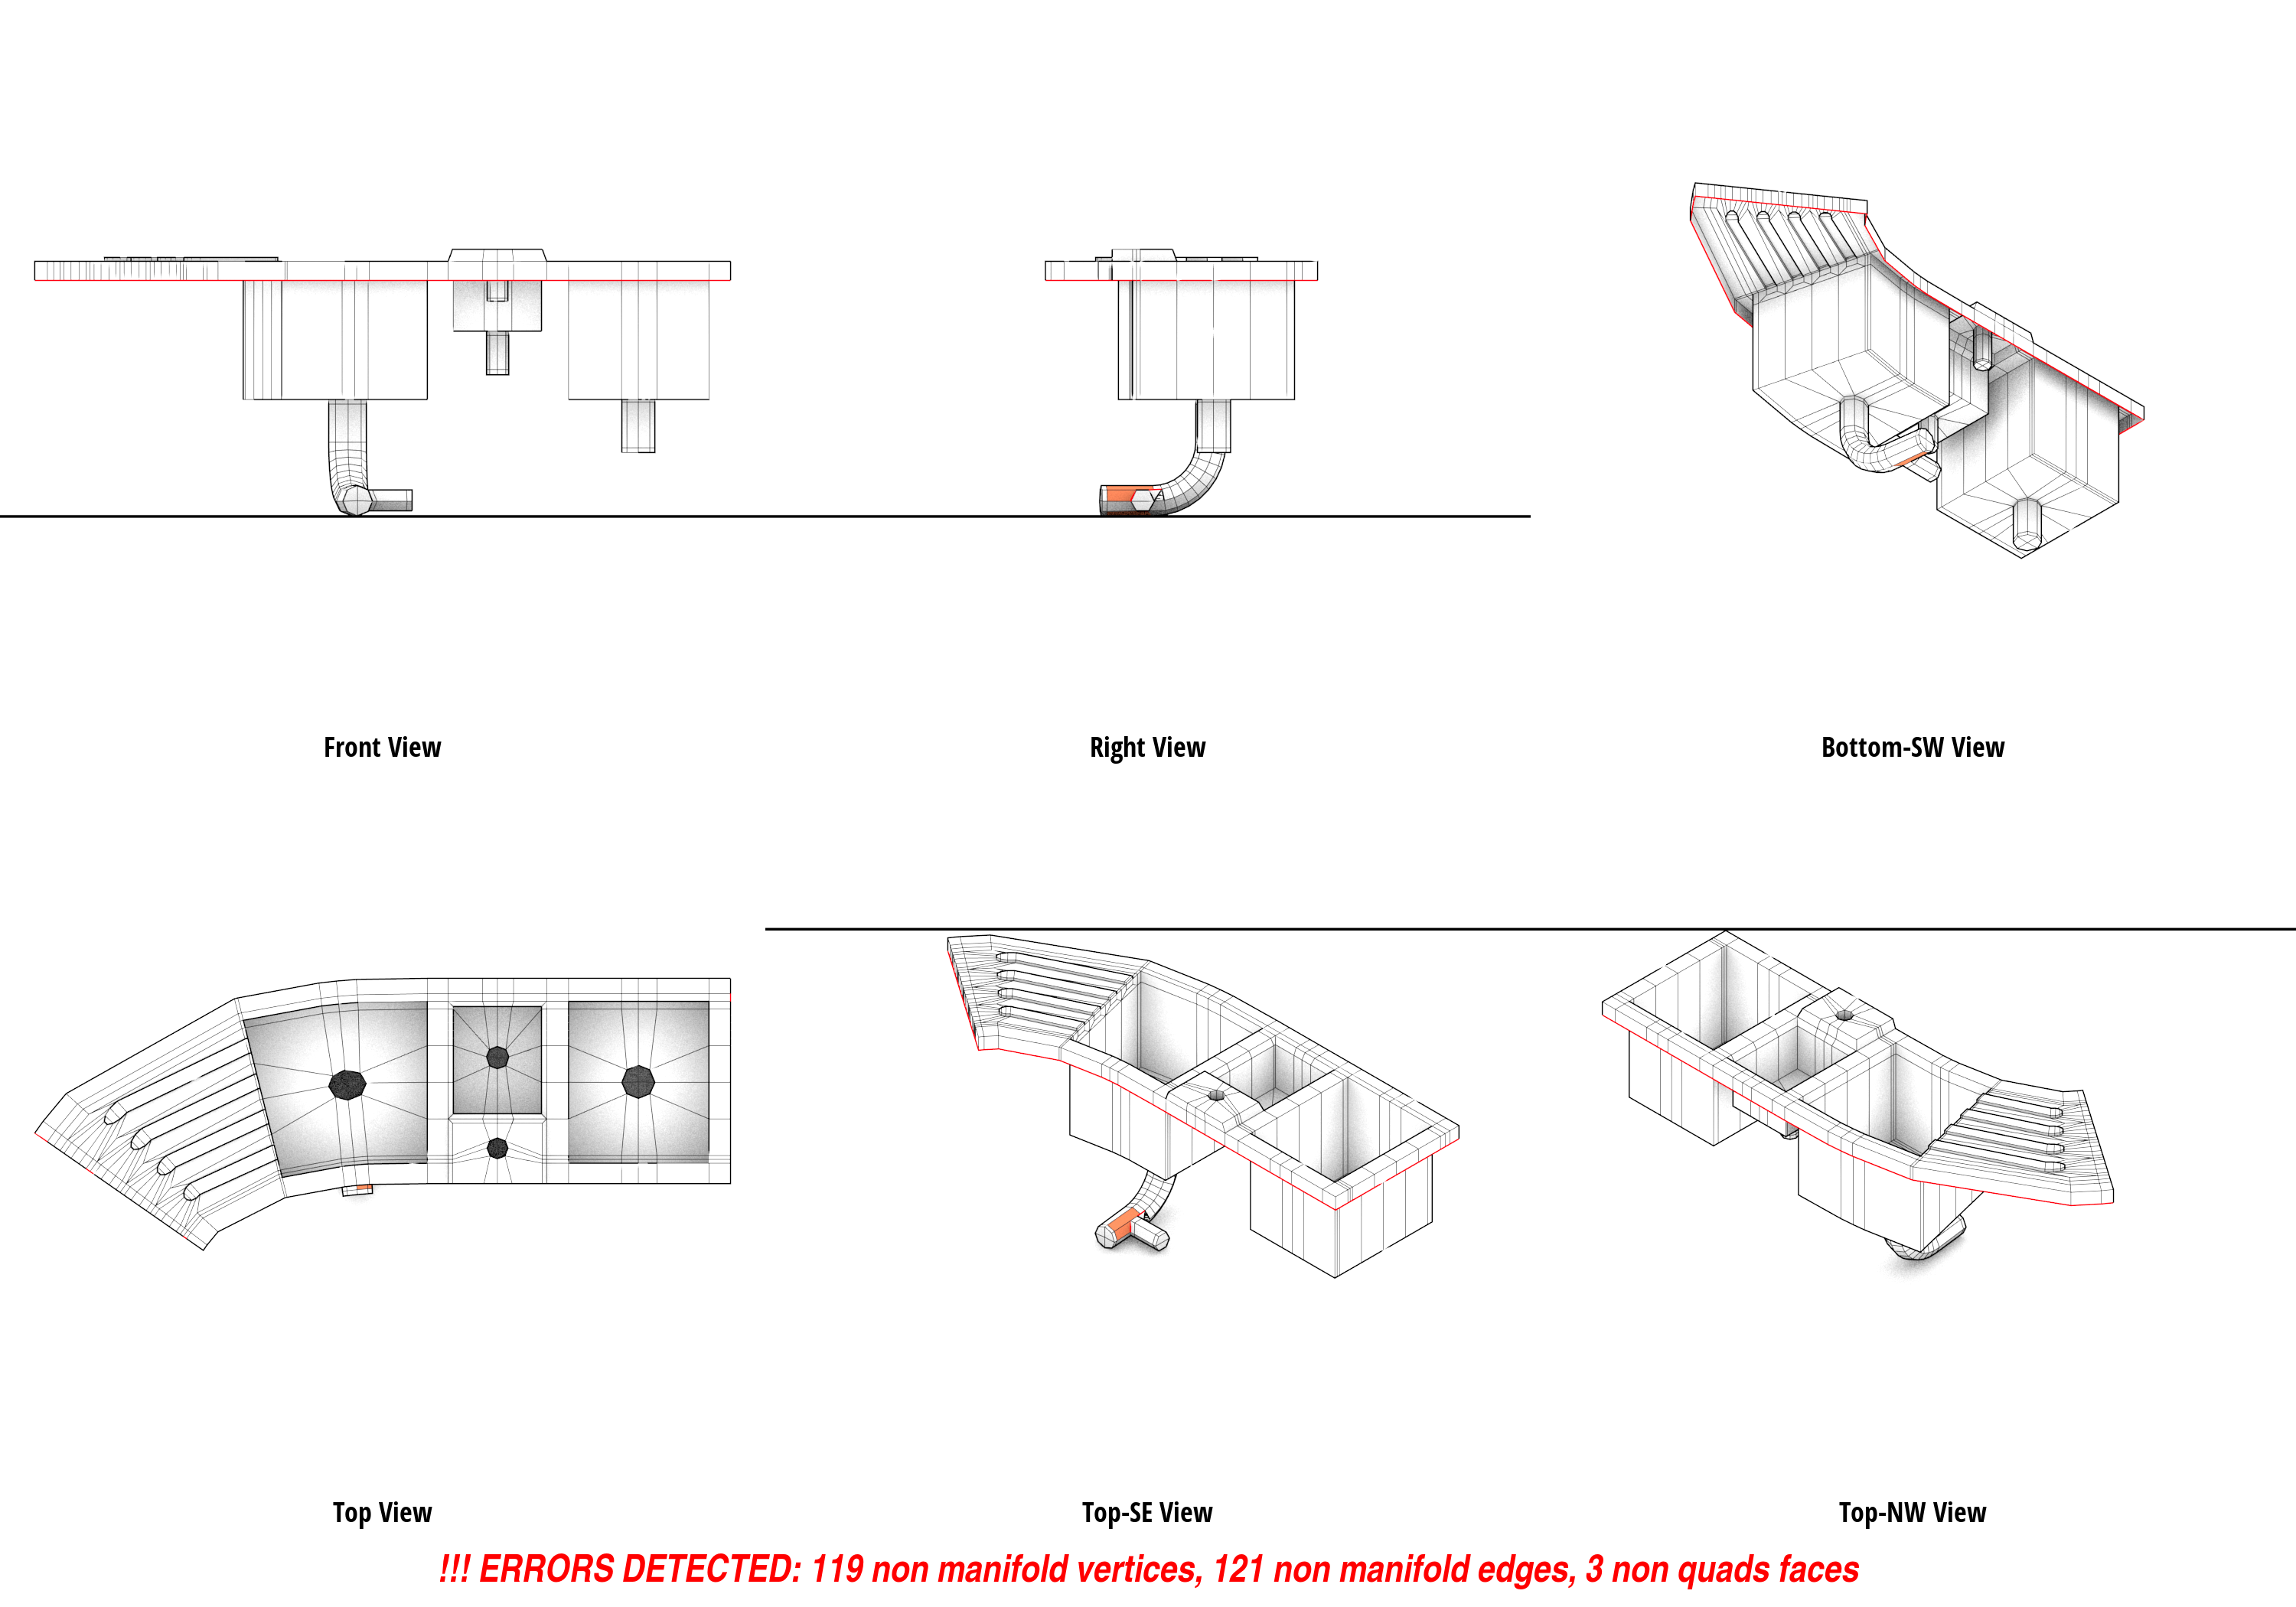 Front View
Right View
Bottom-SW View
Top View
Top-SE View
Top-NW View
!!! ERRORS DETECTED: 119 non manifold vertices, 121 non manifold edges, 3 non quads faces